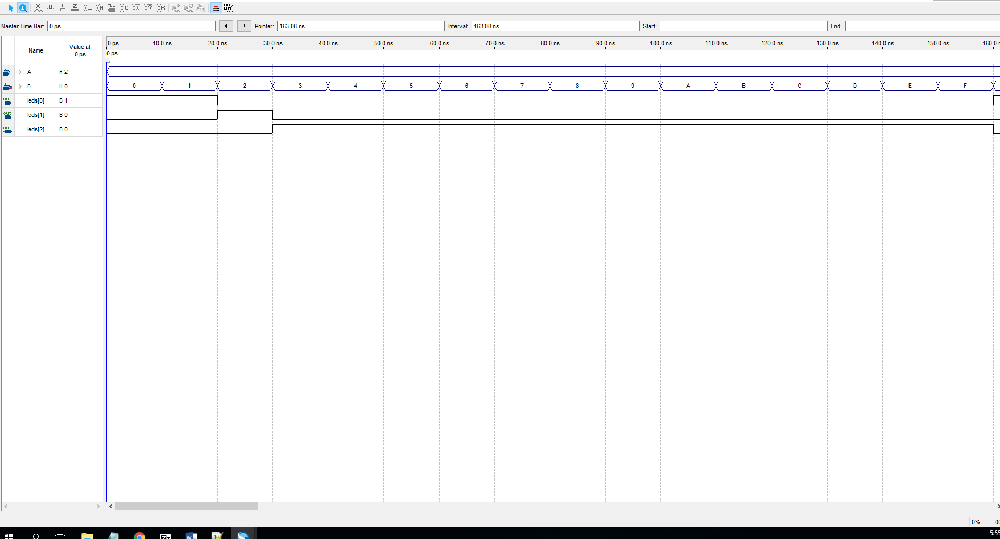 Master Time Bar: 0 ps Pointer: 163.08 ns Interval: 163.08 ns Start: End:
Name Value at 0 ps
0 ps 10.0 ns 20.0 ns 30.0 ns 40.0 ns 50.0 ns 60.0 ns 70.0 ns 80.0 ns 90.0 ns 100.0 ns 110.0 ns 120.0 ns 130.0 ns 140.0 ns 150.0 ns 160.0 n
0 ps
in A H 2
in B H 0 0 1 2 3 4 5 6 7 8 9 A B C D E F
out leds[0] B 1
out leds[1] B 0
out leds[2] B 0
0% 00
5:55